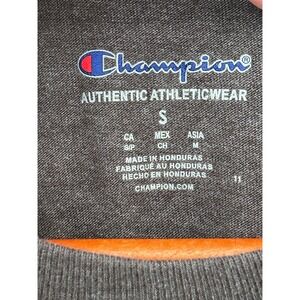 Champion®
AUTHENTIC ATHLETICWEAR
S
CA MEX ASIA
S/P CH M
MADE IN HONDURAS
FABRIQUÉ AU HONDURAS
HECHO EN HONDURAS
11
CHAMPION.COM